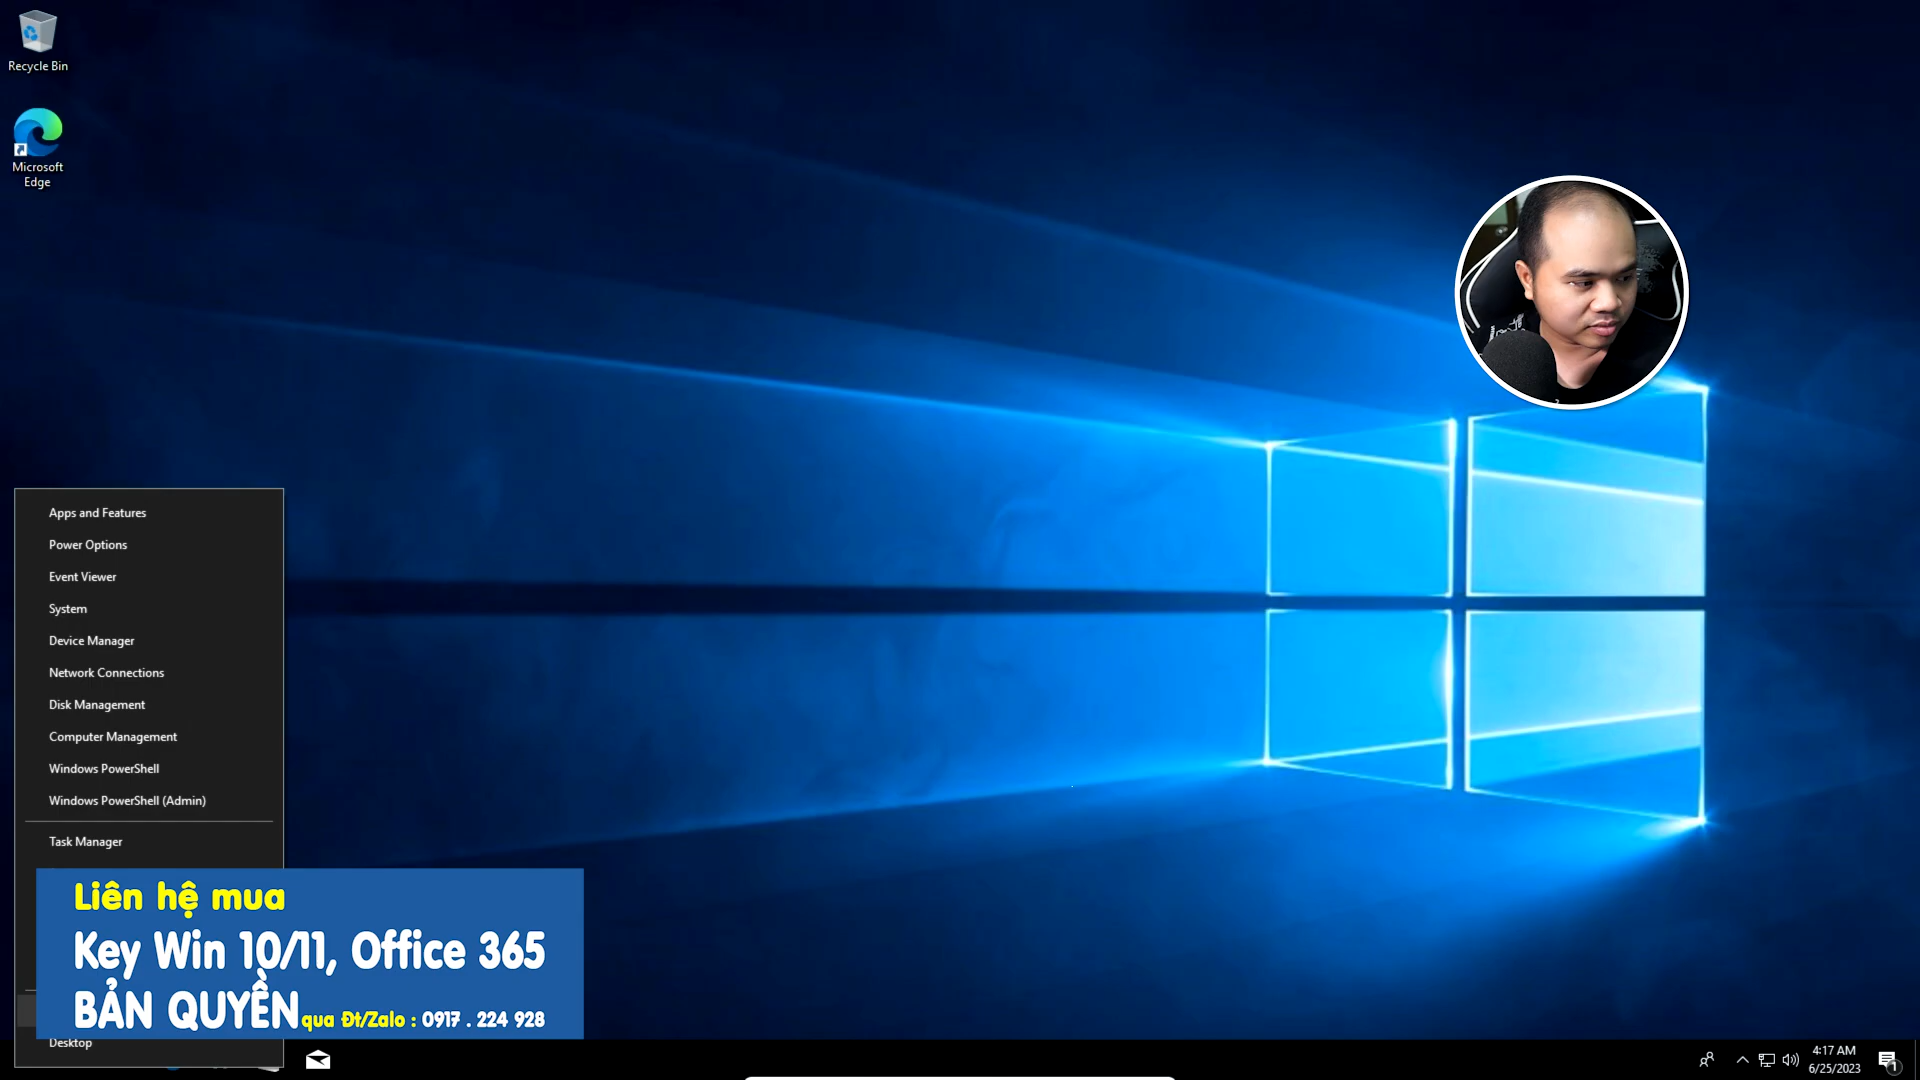 Recycle Bin
Microsoft
Edge
Apps and Features
Power Options
Event Viewer
System
Device Manager
Network Connections
Disk Management
Computer Management
Windows PowerShell
Windows PowerShell (Admin)
Task Manager
Liên hệ mua
Key Win 10/11, Office 365
BẢN QUYỀN qua Đt/Zalo : 0917 . 224 928
Desktop
4:17 AM
6/25/2023
1